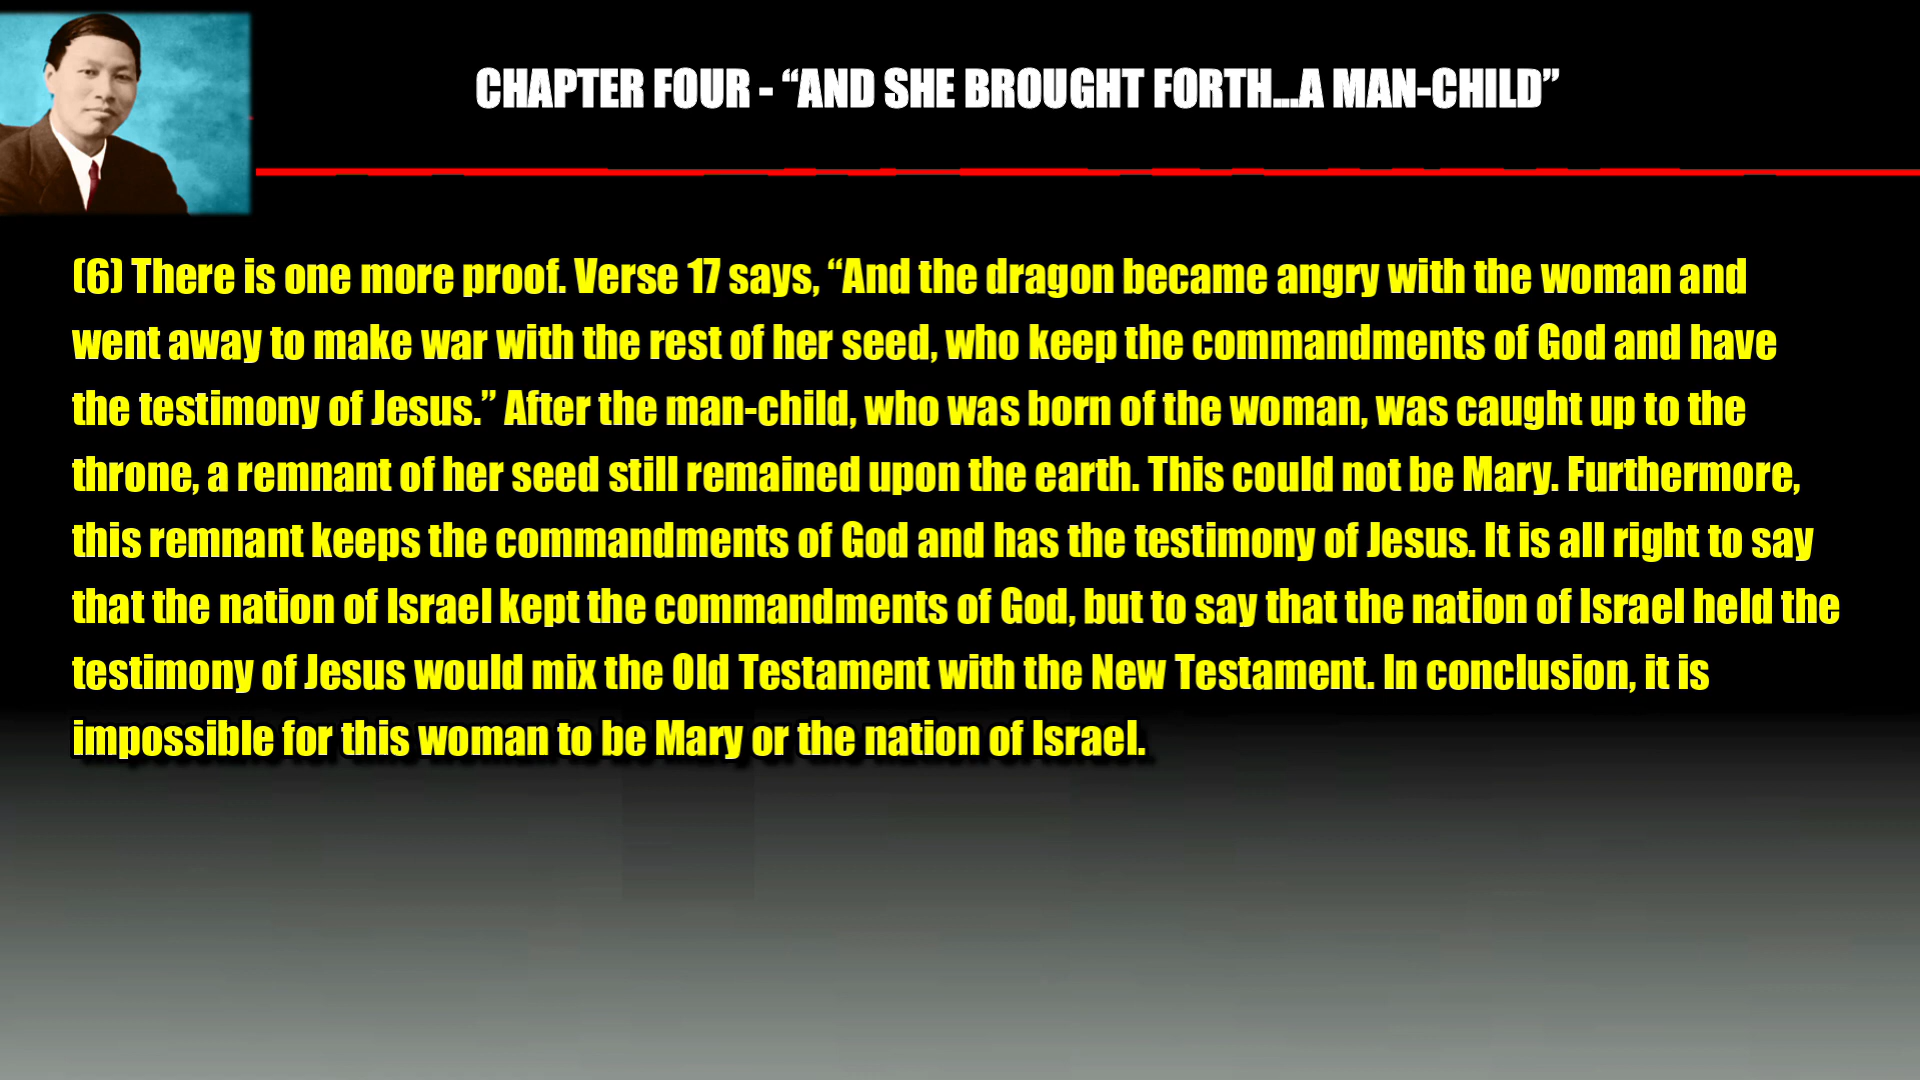 CHAPTER FOUR - “AND SHE BROUGHT FORTH...A MAN-CHILD”
(6) There is one more proof. Verse 17 says, “And the dragon became angry with the woman and
went away to make war with the rest of her seed, who keep the commandments of God and have
the testimony of Jesus.” After the man-child, who was born of the woman, was caught up to the
throne, a remnant of her seed still remained upon the earth. This could not be Mary. Furthermore,
this remnant keeps the commandments of God and has the testimony of Jesus. It is all right to say
that the nation of Israel kept the commandments of God, but to say that the nation of Israel held the
testimony of Jesus would mix the Old Testament with the New Testament. In conclusion, it is
impossible for this woman to be Mary or the nation of Israel.